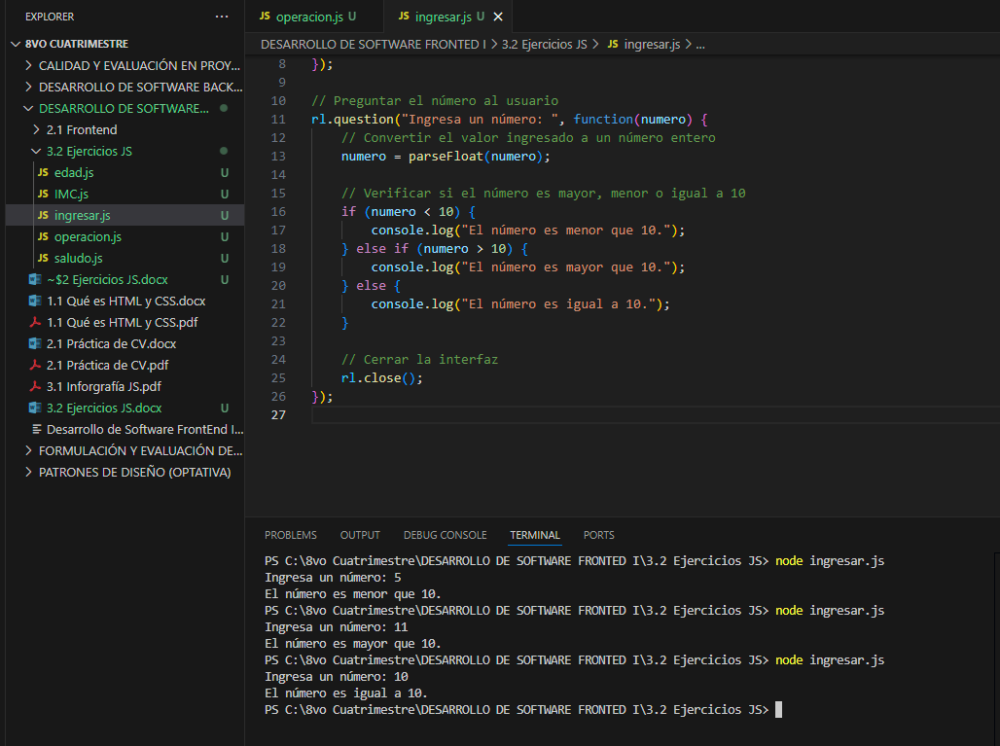 EXPLORER ...
8VO CUATRIMESTRE
CALIDAD Y EVALUACIÓN EN PROY...
DESARROLLO DE SOFTWARE BACK...
DESARROLLO DE SOFTWARE...
2.1 Frontend
3.2 Ejercicios JS
JS edad.js U
JS IMC.js U
JS ingresar.js U
JS operacion.js U
JS saludo.js U
~$2 Ejercicios JS.docx U
1.1 Qué es HTML y CSS.docx
1.1 Qué es HTML y CSS.pdf
2.1 Práctica de CV.docx
2.1 Práctica de CV.pdf
3.1 Inforgrafía JS.pdf
3.2 Ejercicios JS.docx U
Desarrollo de Software FrontEnd I...
FORMULACIÓN Y EVALUACIÓN DE...
PATRONES DE DISEÑO (OPTATIVA)
JS operacion.js U JS ingresar.js U ×
DESARROLLO DE SOFTWARE FRONTED I > 3.2 Ejercicios JS > JS ingresar.js > ...
8 });
9
10 // Preguntar el número al usuario
11 rl.question("Ingresa un número: ", function(numero) {
12 // Convertir el valor ingresado a un número entero
13 numero = parseFloat(numero);
14
15 // Verificar si el número es mayor, menor o igual a 10
16 if (numero < 10) {
17 console.log("El número es menor que 10.");
18 } else if (numero > 10) {
19 console.log("El número es mayor que 10.");
20 } else {
21 console.log("El número es igual a 10.");
22 }
23
24 // Cerrar la interfaz
25 rl.close();
26 });
27
PROBLEMS OUTPUT DEBUG CONSOLE TERMINAL PORTS
PS C:\8vo Cuatrimestre\DESARROLLO DE SOFTWARE FRONTED I\3.2 Ejercicios JS> node ingresar.js
Ingresa un número: 5
El número es menor que 10.
PS C:\8vo Cuatrimestre\DESARROLLO DE SOFTWARE FRONTED I\3.2 Ejercicios JS> node ingresar.js
Ingresa un número: 11
El número es mayor que 10.
PS C:\8vo Cuatrimestre\DESARROLLO DE SOFTWARE FRONTED I\3.2 Ejercicios JS> node ingresar.js
Ingresa un número: 10
El número es igual a 10.
PS C:\8vo Cuatrimestre\DESARROLLO DE SOFTWARE FRONTED I\3.2 Ejercicios JS>